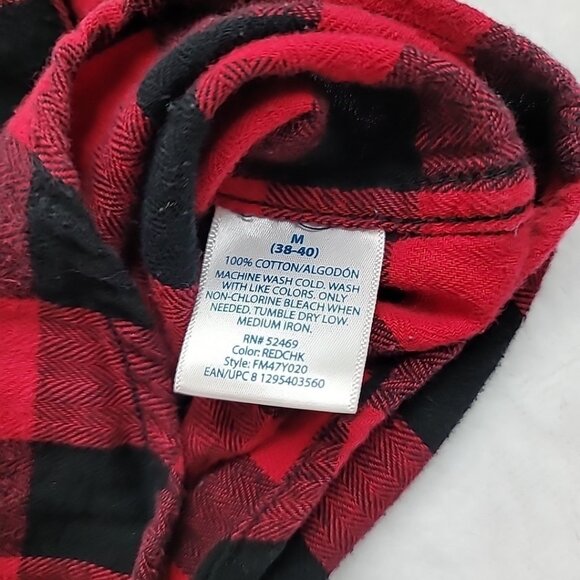 M
(38-40)
100% COTTON/ALGODÓN
MACHINE WASH COLD. WASH
WITH LIKE COLORS. ONLY
NON-CHLORINE BLEACH WHEN
NEEDED. TUMBLE DRY LOW.
MEDIUM IRON.
RN# 52469
Color: REDCHK
Style: FM47Y020
EAN/UPC 8 1295403560